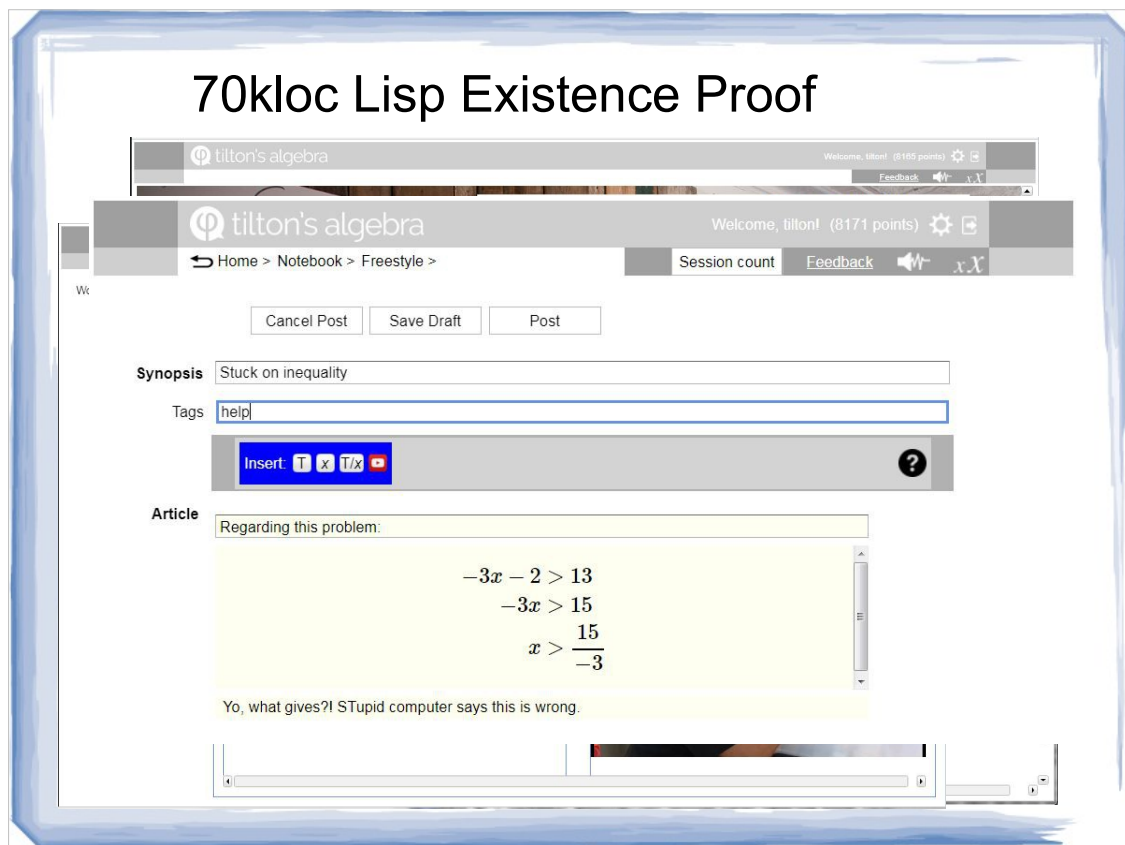 70kloc Lisp Existence Proof
tilton's algebra Welcome, tilton! (8165 points)
Feedback x X
tilton's algebra Welcome, tilton! (8171 points)
Home > Notebook > Freestyle > Session count Feedback x X
Cancel Post Save Draft Post
Synopsis Stuck on inequality
Tags help
Insert: T x T/x ?
Article Regarding this problem:
−3x − 2 > 13
−3x > 15
x > 15/−3
Yo, what gives?! STupid computer says this is wrong.